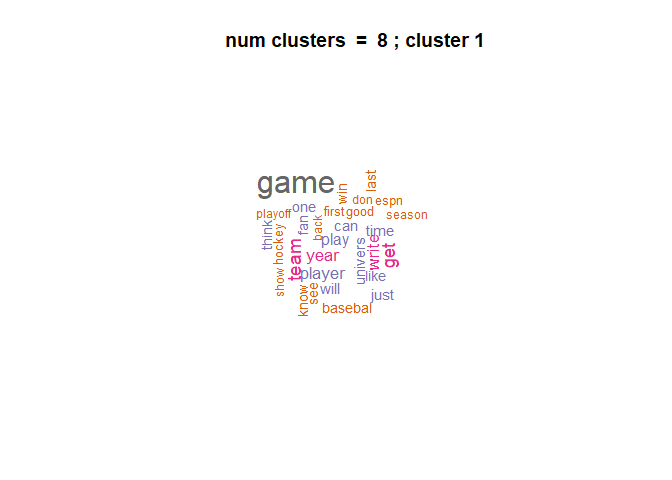 num clusters = 8 ; cluster 1
game
win
last
don
espn
playoff
one
first
good
season
think
hockey
fan
back
can
time
play
team
year
univers
write
get
show
player
like
know
see
will
just
basebal